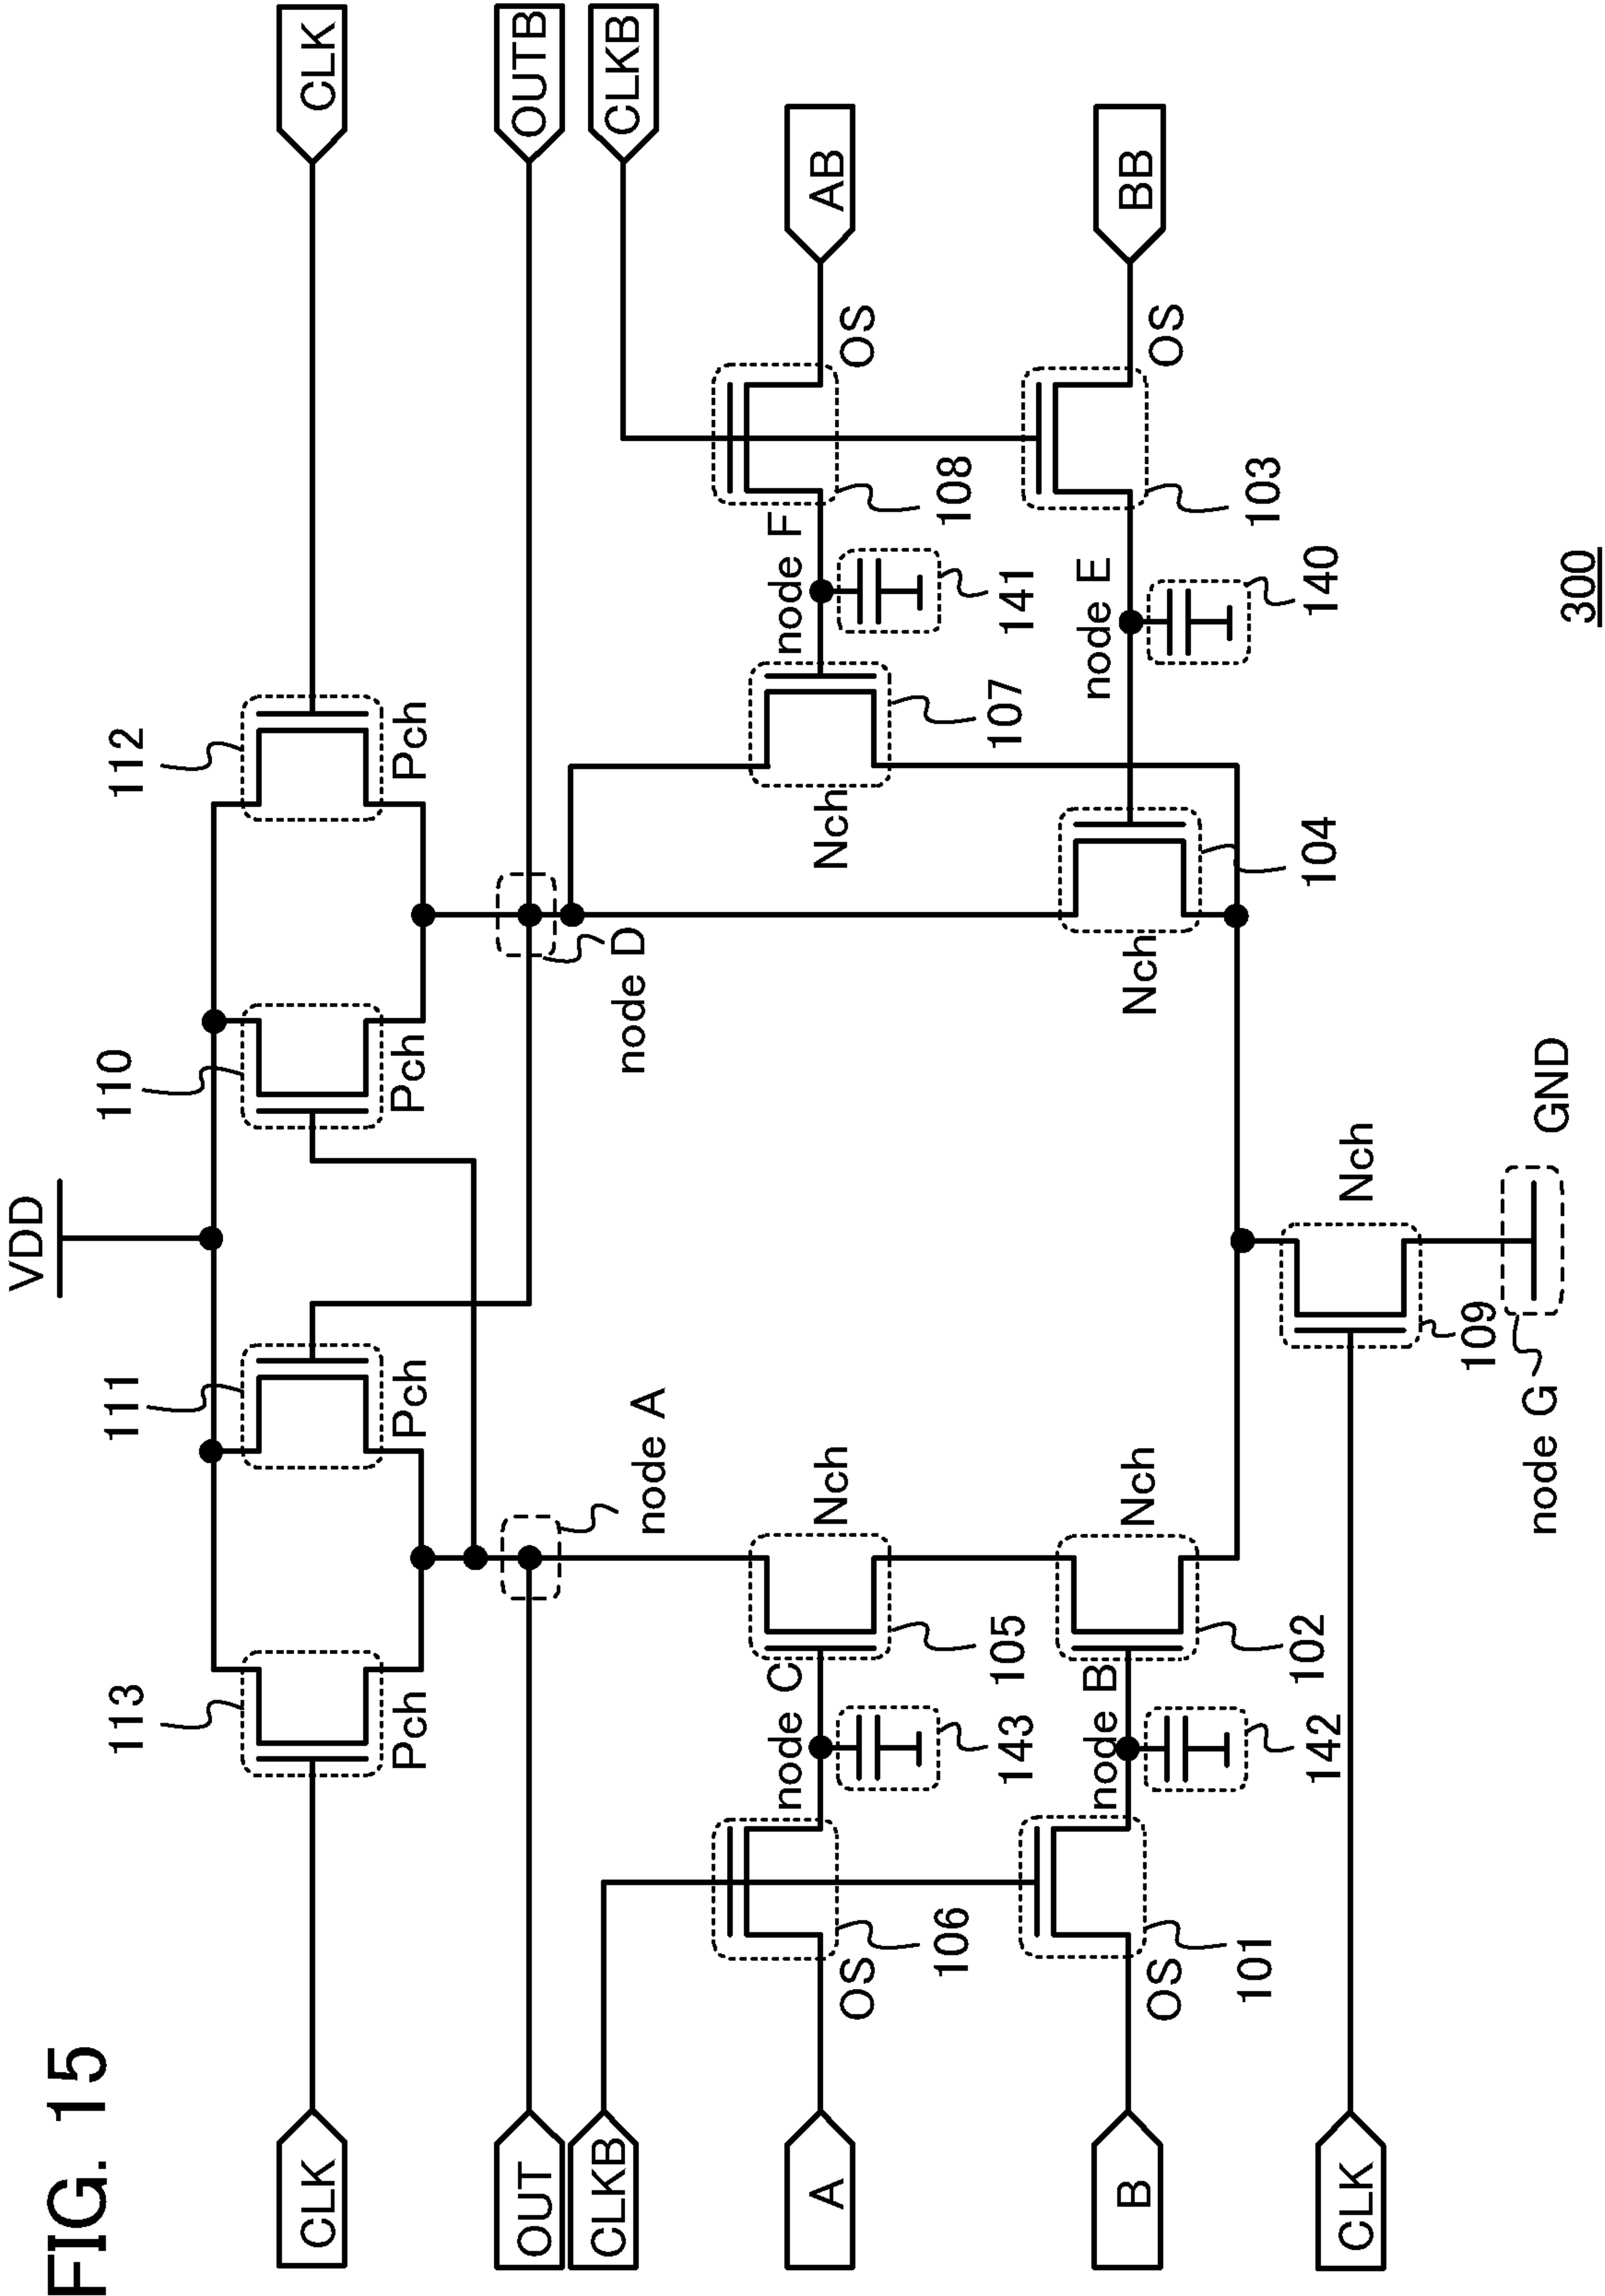 FIG. 15
VDD
113
111
110
112
CLK
Pch
Pch
Pch
Pch
CLK
OUT
node A
node D
OUTB
CLKB
CLKB
A
OS
106
node C
143
105
Nch
Nch
107
node F
141
108
OS
AB
B
OS
101
node B
142
102
Nch
Nch
104
node E
140
103
OS
BB
CLK
109
Nch
node G
GND
300